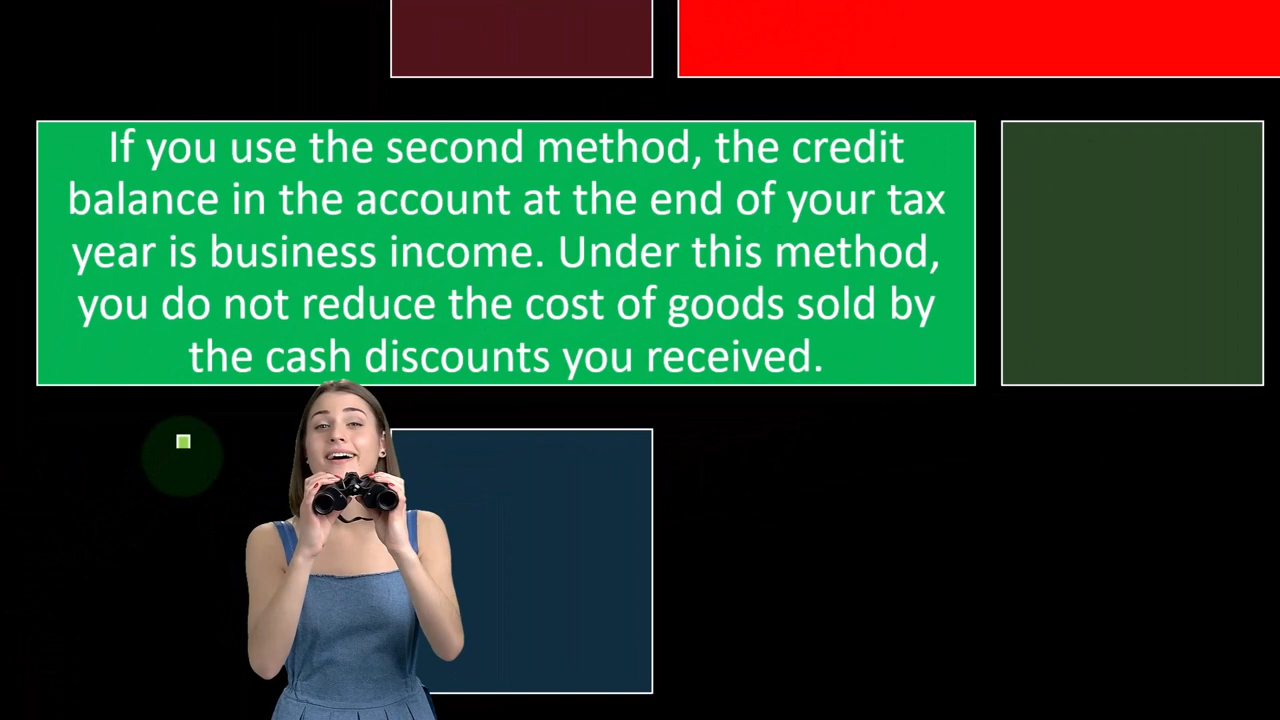 If you use the second method, the credit
balance in the account at the end of your tax
year is business income. Under this method,
you do not reduce the cost of goods sold by
the cash discounts you received.